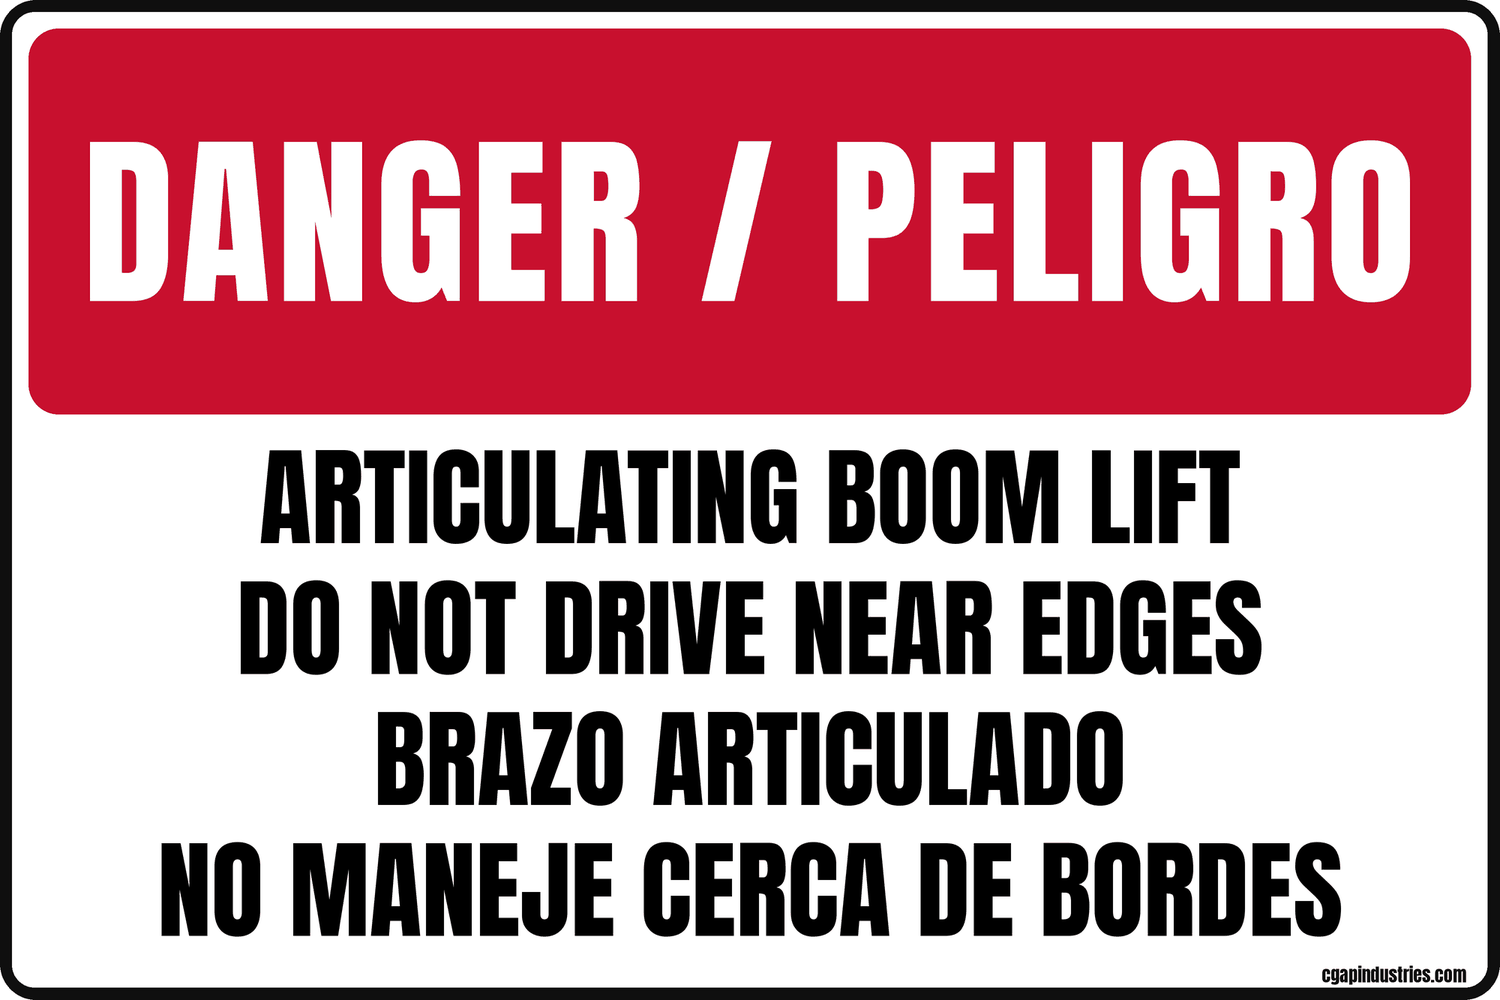 DANGER / PELIGRO
ARTICULATING BOOM LIFT
DO NOT DRIVE NEAR EDGES
BRAZO ARTICULADO
NO MANEJE CERCA DE BORDES
cgapindustries.com